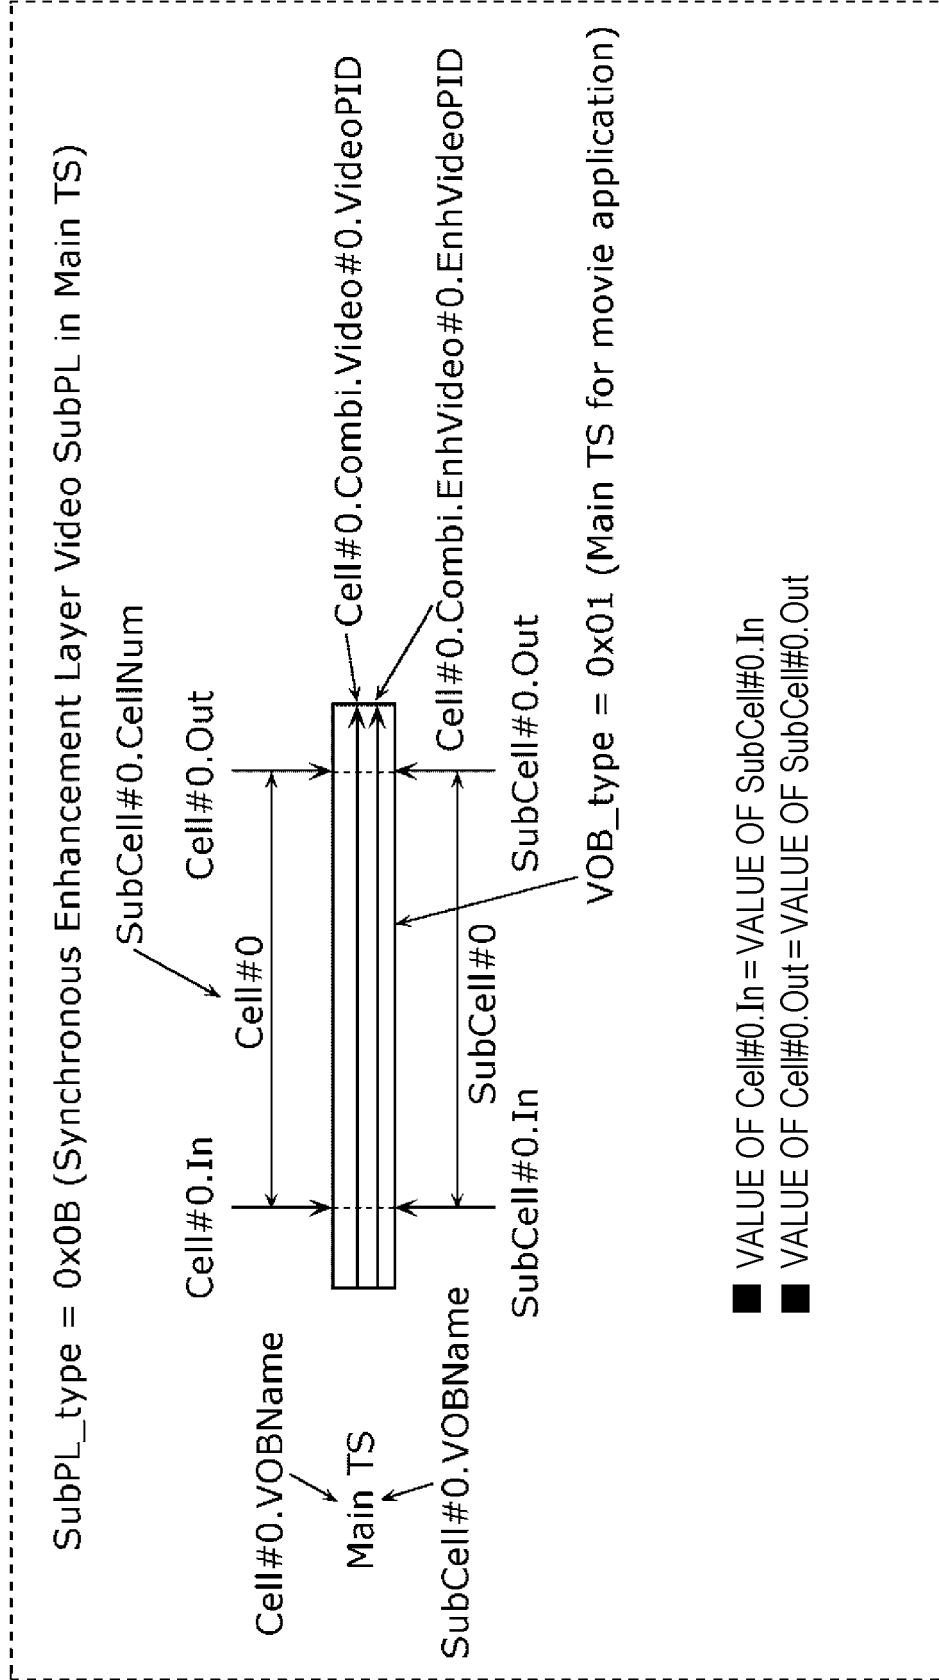 SubPL_type = 0x0B (Synchronous Enhancement Layer Video SubPL in Main TS)
SubCell#0.CellNum
Cell#0.In
Cell#0.Out
Cell#0.VOBName
Cell#0
Cell#0.Combi.Video#0.VideoPID
Main TS
Cell#0.Combi.EnhVideo#0.EnhVideoPID
SubCell#0.VOBName
SubCell#0
SubCell#0.In
SubCell#0.Out
VOB_type = 0x01 (Main TS for movie application)
VALUE OF Cell#0.In = VALUE OF SubCell#0.In
VALUE OF Cell#0.Out = VALUE OF SubCell#0.Out